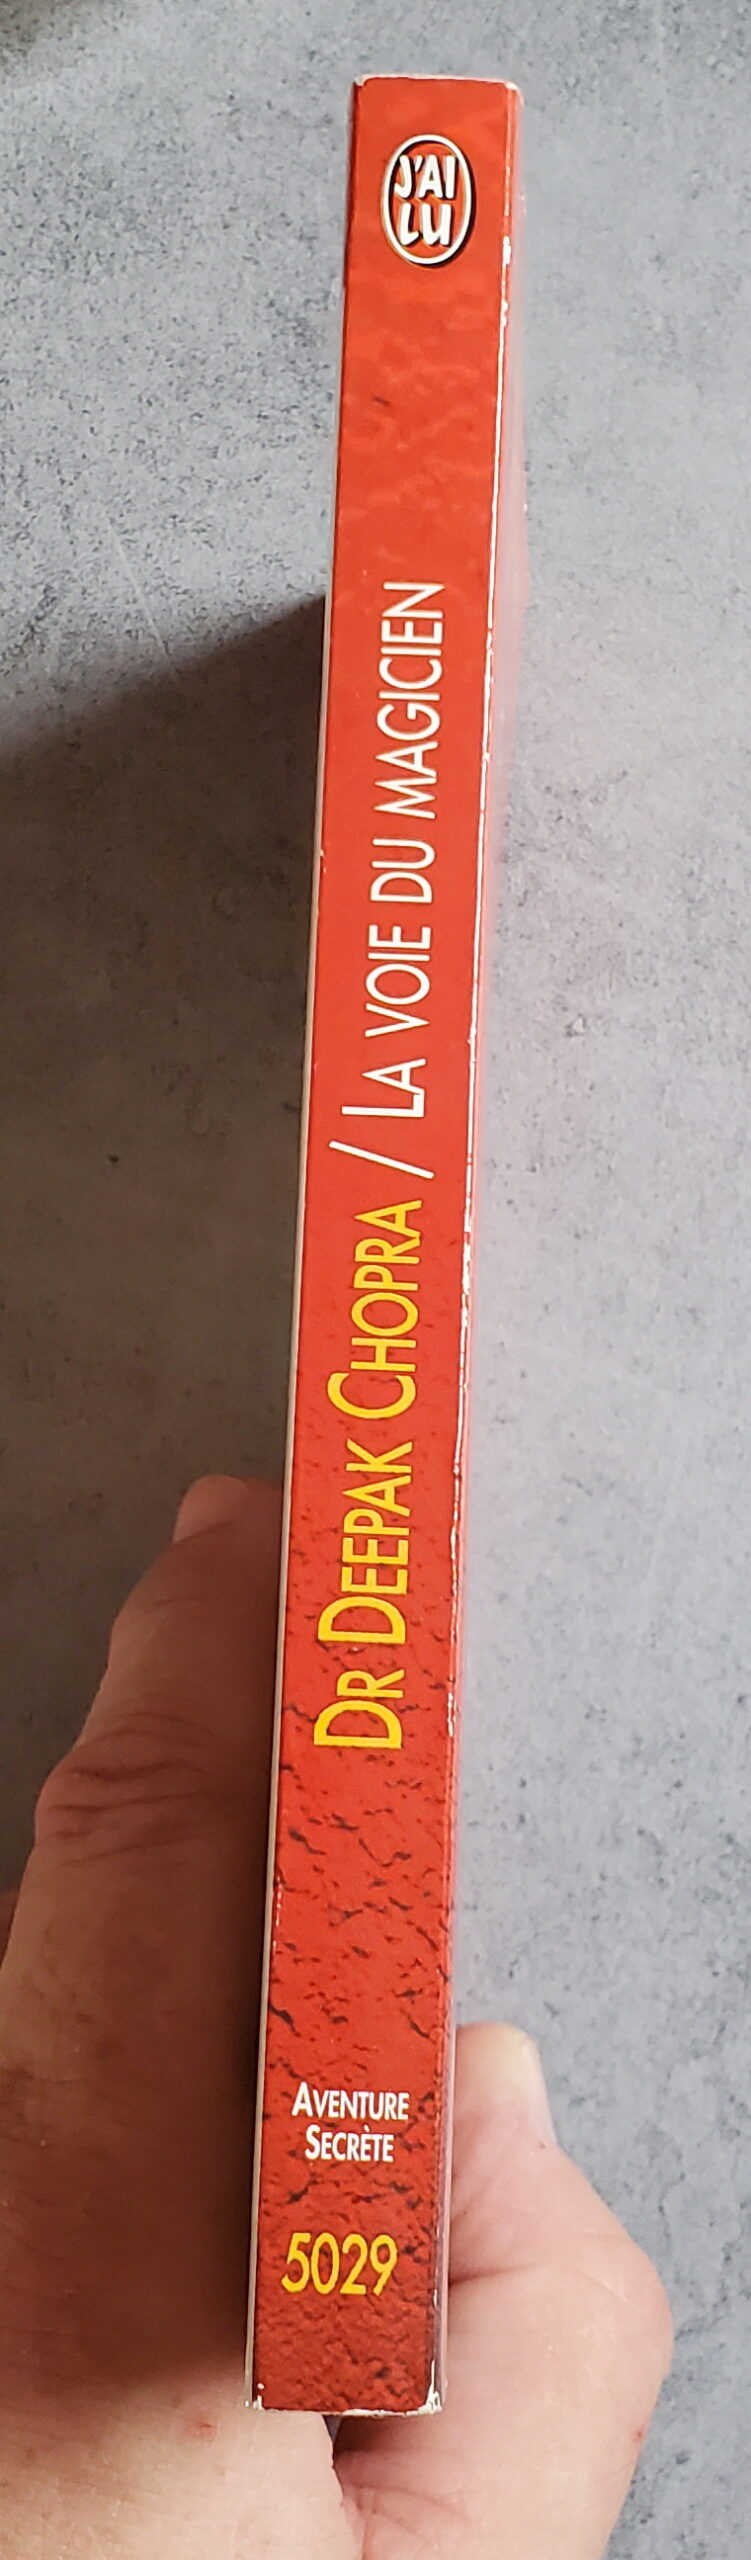 J'AI
LU
DR DEEPAK CHOPRA / LA VOIE DU MAGICIEN
AVENTURE
SECRÈTE
5029